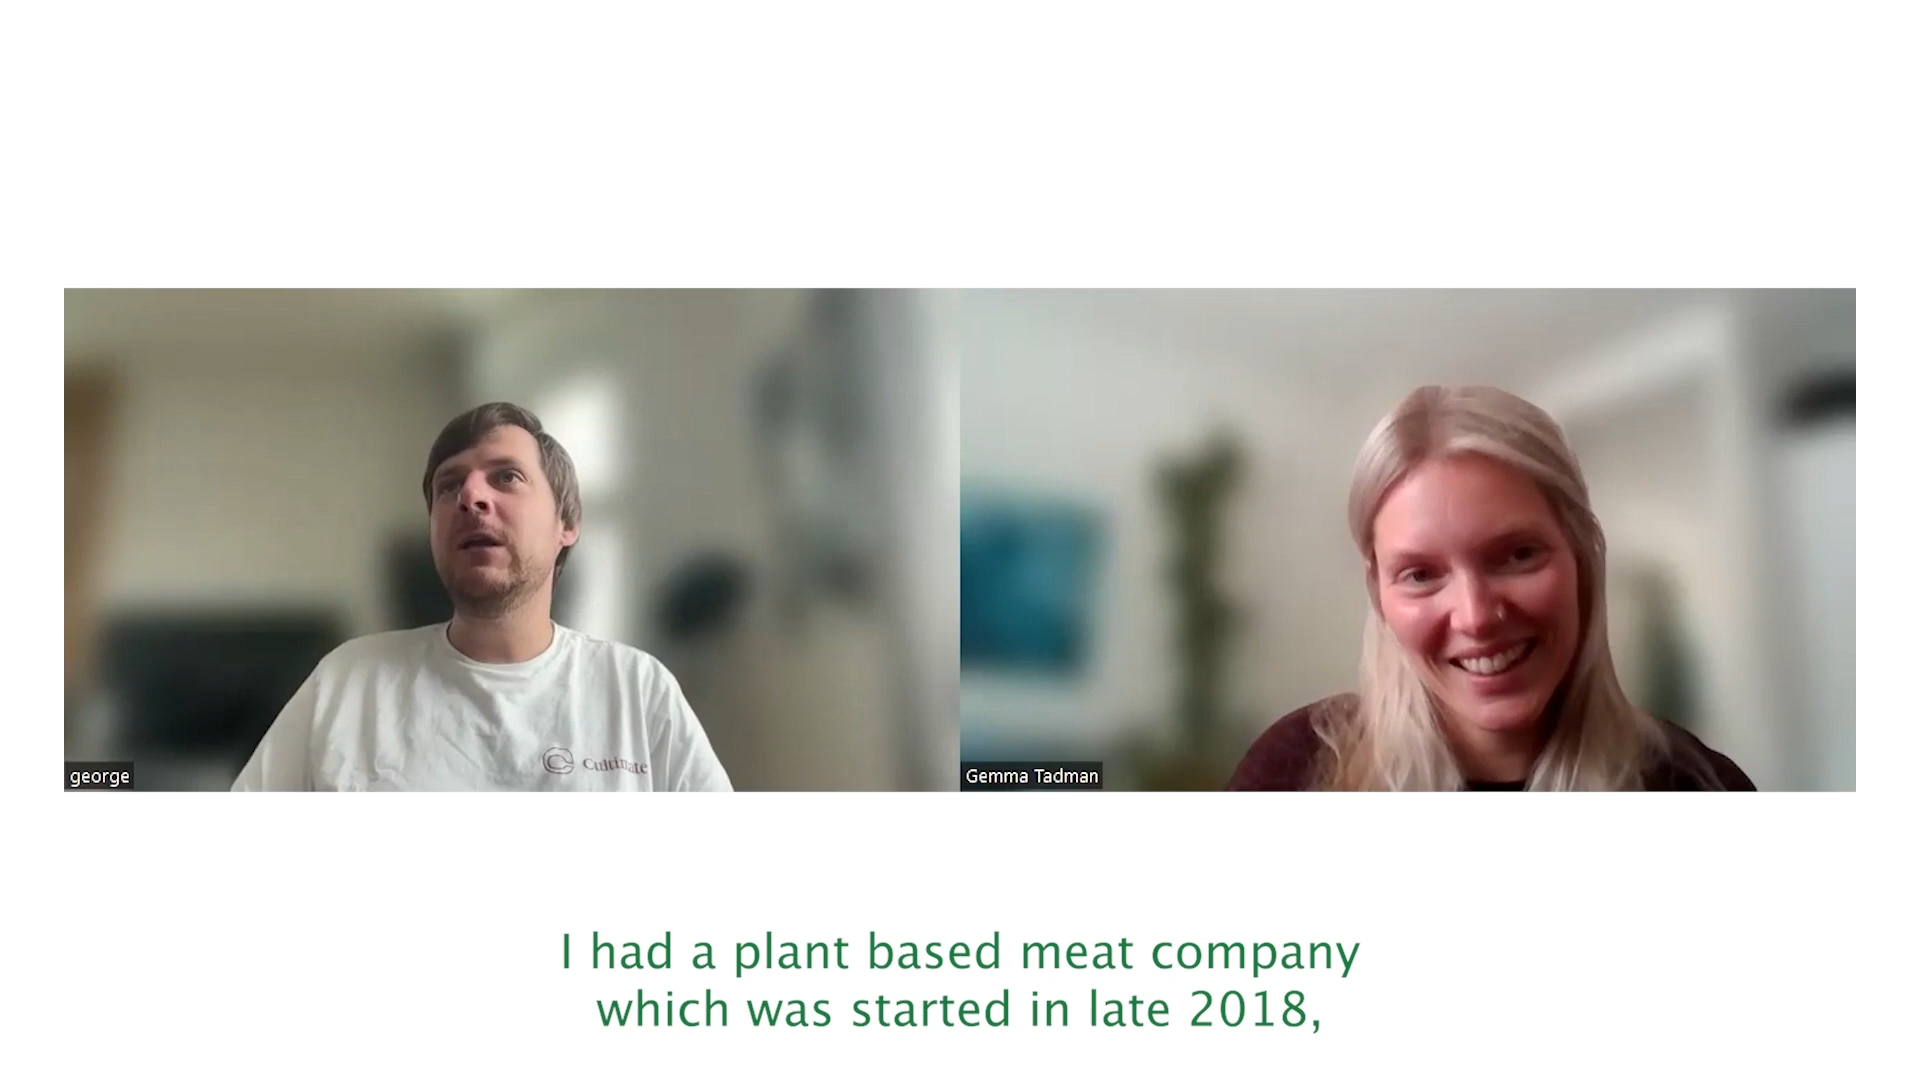 Cultimate
george
Gemma Tadman
I had a plant based meat company
which was started in late 2018,